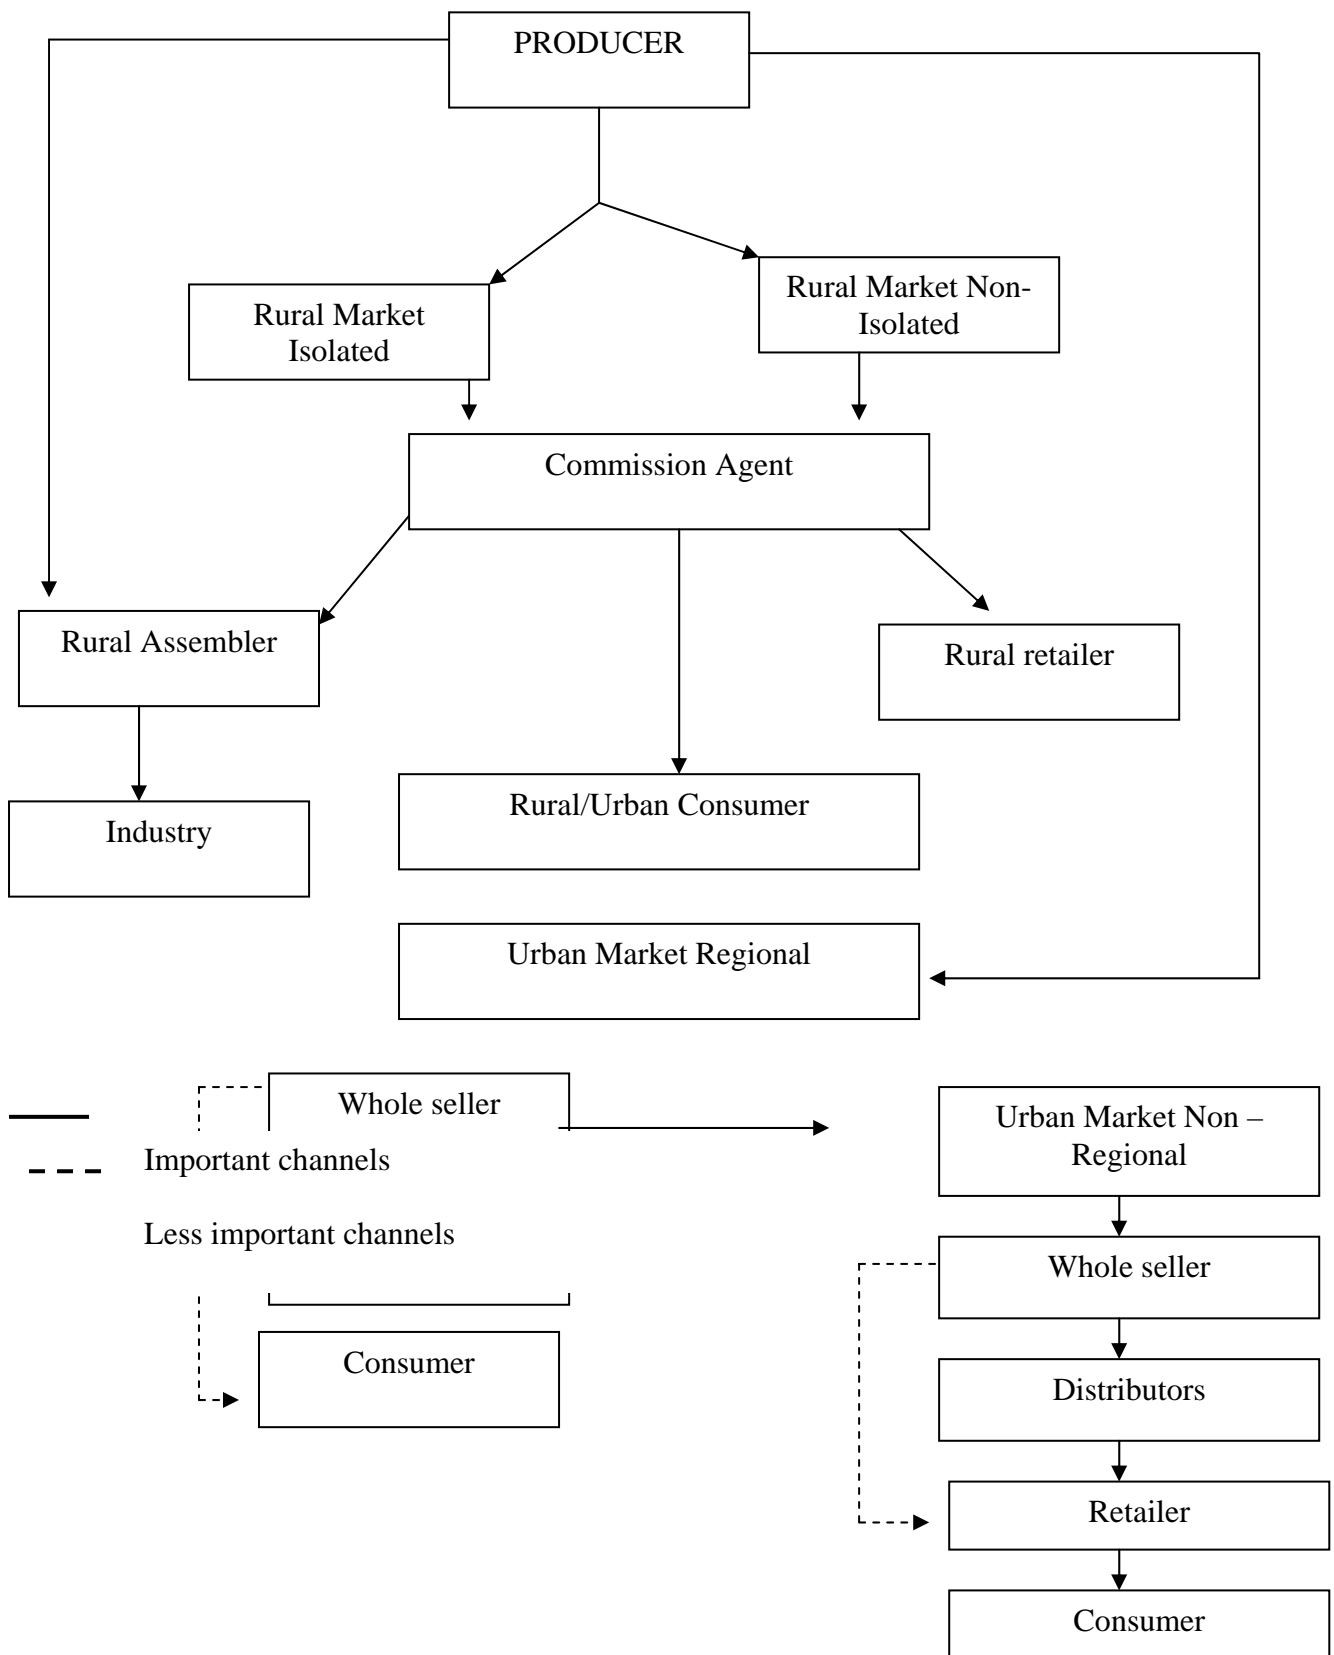 PRODUCER
Rural Market
Isolated
Rural Market Non-
Isolated
Commission Agent
Rural Assembler
Rural retailer
Industry
Rural/Urban Consumer
Urban Market Regional
Whole seller
Important channels
Less important channels
Consumer
Urban Market Non –
Regional
Whole seller
Distributors
Retailer
Consumer